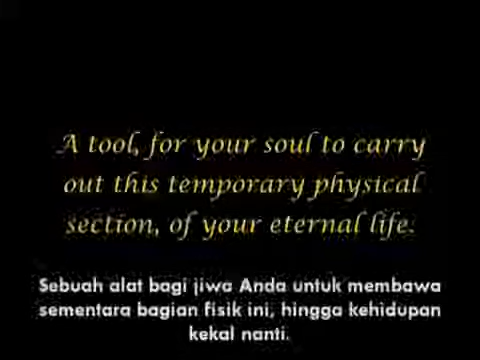 A tool, for your soul to carry
out this temporary physical
section, of your eternal life.
Sebuah alat bagi jiwa Anda untuk membawa
sementara bagian fisik ini, hingga kehidupan
kekal nanti.